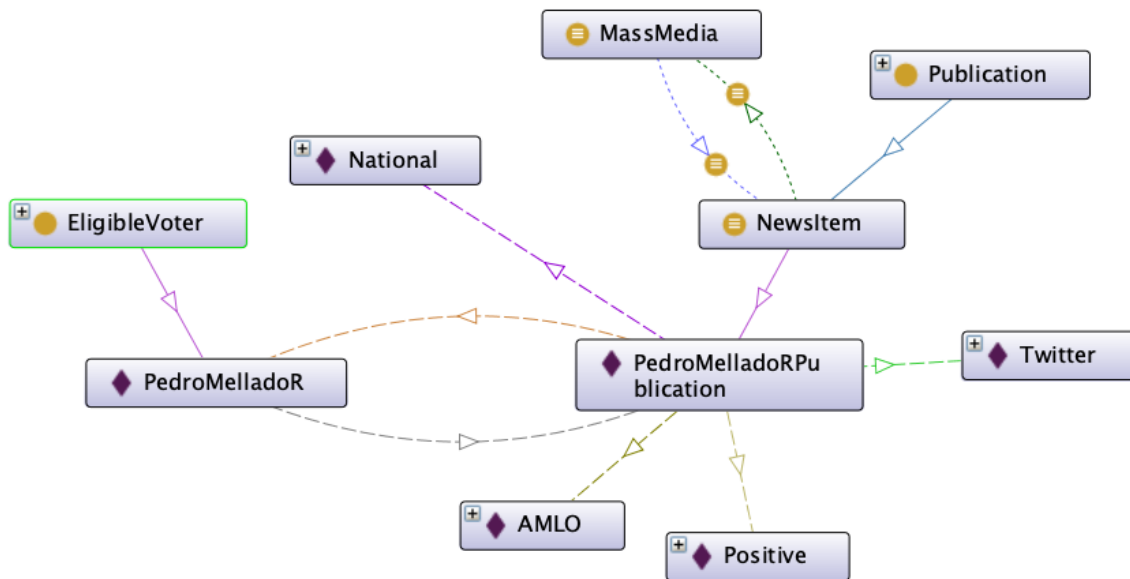 MassMedia
Publication
National
EligibleVoter
NewsItem
PedroMelladoR
PedroMelladoRPu
blication
Twitter
AMLO
Positive